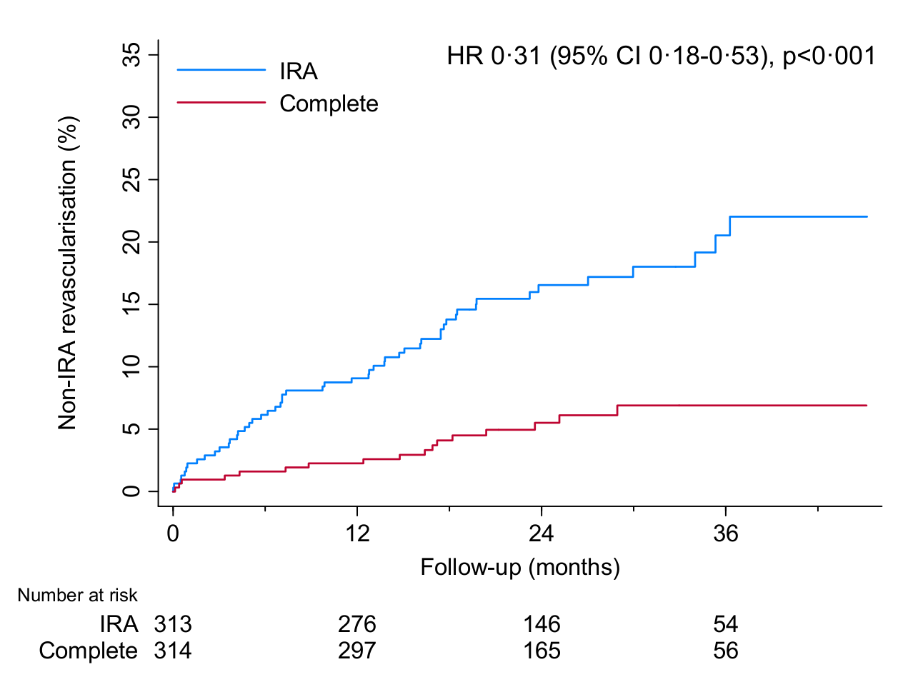 HR 0·31 (95% CI 0·18-0·53), p<0·001
IRA
Complete
Non-IRA revascularisation (%)
35
30
25
20
15
10
5
0
0 12 24 36
Follow-up (months)
Number at risk
IRA 313 276 146 54
Complete 314 297 165 56